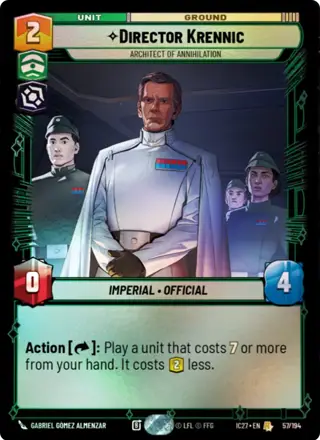 UNIT GROUND
2
DIRECTOR KRENNIC
ARCHITECT OF ANNIHILATION
0
4
IMPERIAL • OFFICIAL
Action [ ]: Play a unit that costs 7 or more
from your hand. It costs 2 less.
GABRIEL GOMEZ ALMENZAR © LFL © FFG IC27 • EN 57/194